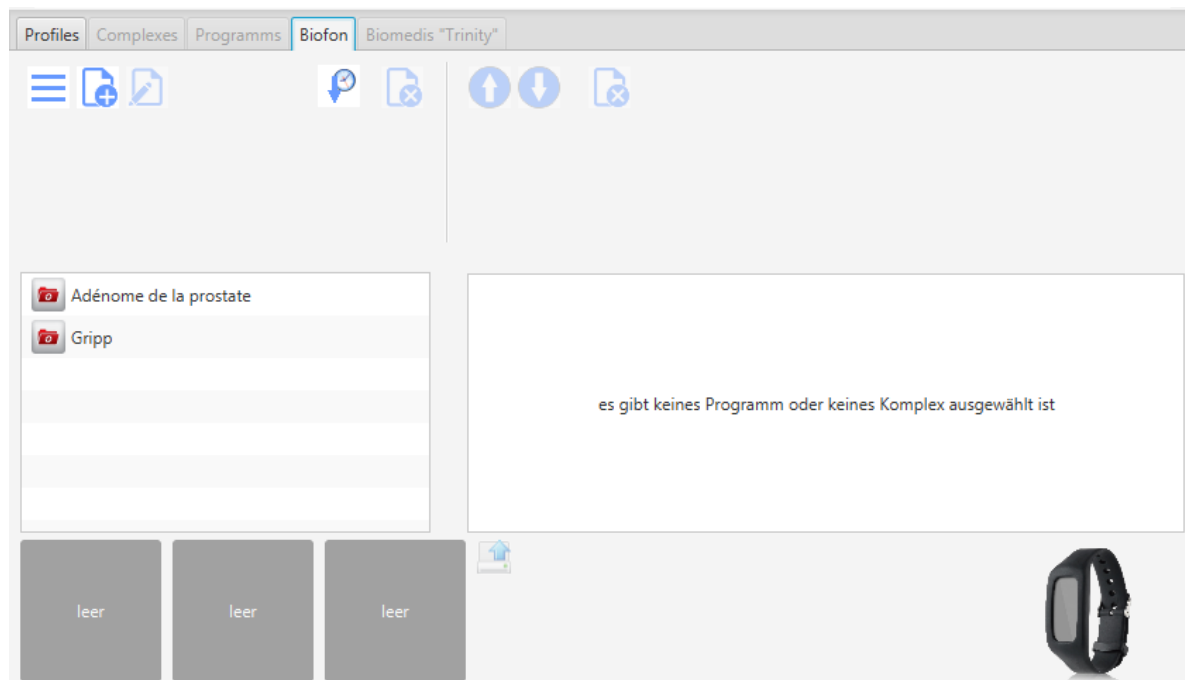 Profiles Complexes Programms Biofon Biomedis "Trinity"
Adénome de la prostate
Gripp
es gibt keines Programm oder keines Komplex ausgewählt ist
leer leer leer